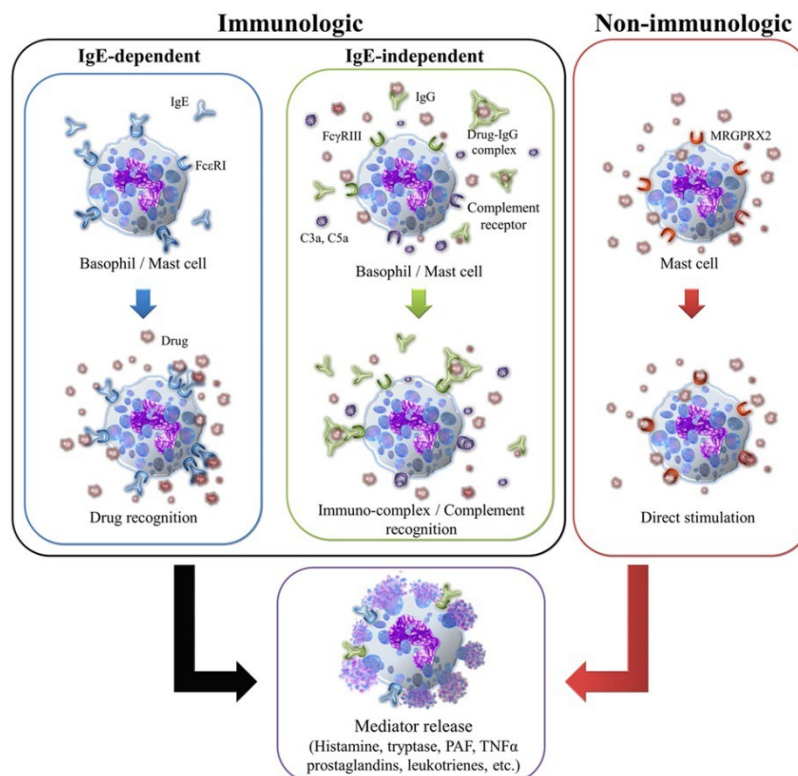 Immunologic
Non-immunologic
IgE-dependent
IgE
FcεRI
Basophil / Mast cell
Drug
Drug recognition
IgE-independent
IgG
FcγRIII
Drug-IgG
complex
Complement
receptor
C3a, C5a
Basophil / Mast cell
Immuno-complex / Complement
recognition
MRGPRX2
Mast cell
Direct stimulation
Mediator release
(Histamine, tryptase, PAF, TNFα
prostaglandins, leukotrienes, etc.)